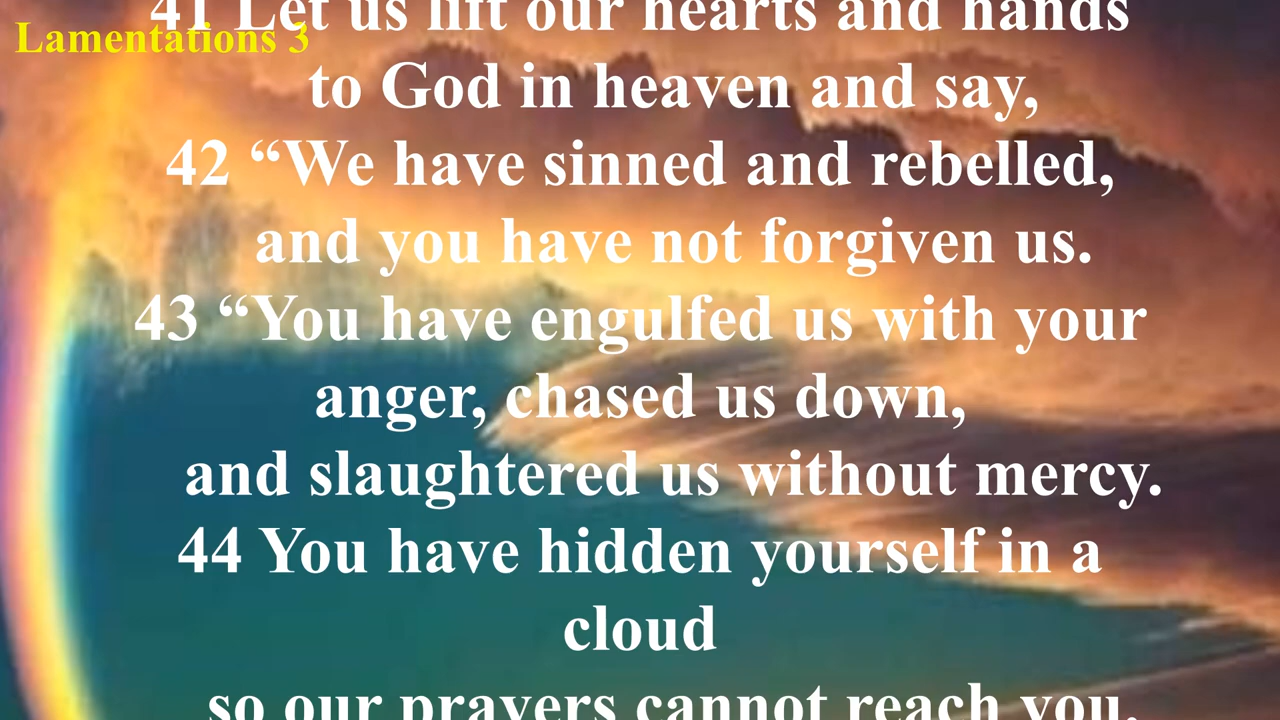 41 Let us lift our hearts and hands
Lamentations 3
to God in heaven and say,
42 “We have sinned and rebelled,
and you have not forgiven us.
43 “You have engulfed us with your
anger, chased us down,
and slaughtered us without mercy.
44 You have hidden yourself in a
cloud
so our prayers cannot reach you.